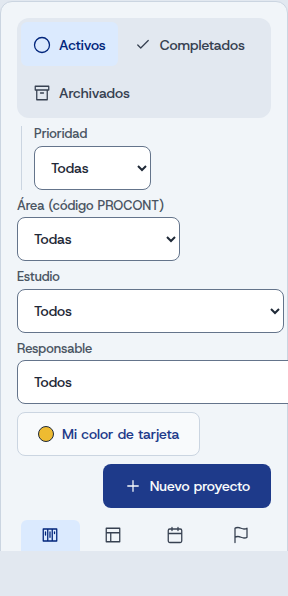 Activos
Completados
Archivados
Prioridad
Todas
Área (código PROCONT)
Todas
Estudio
Todos
Responsable
Todos
Mi color de tarjeta
Nuevo proyecto